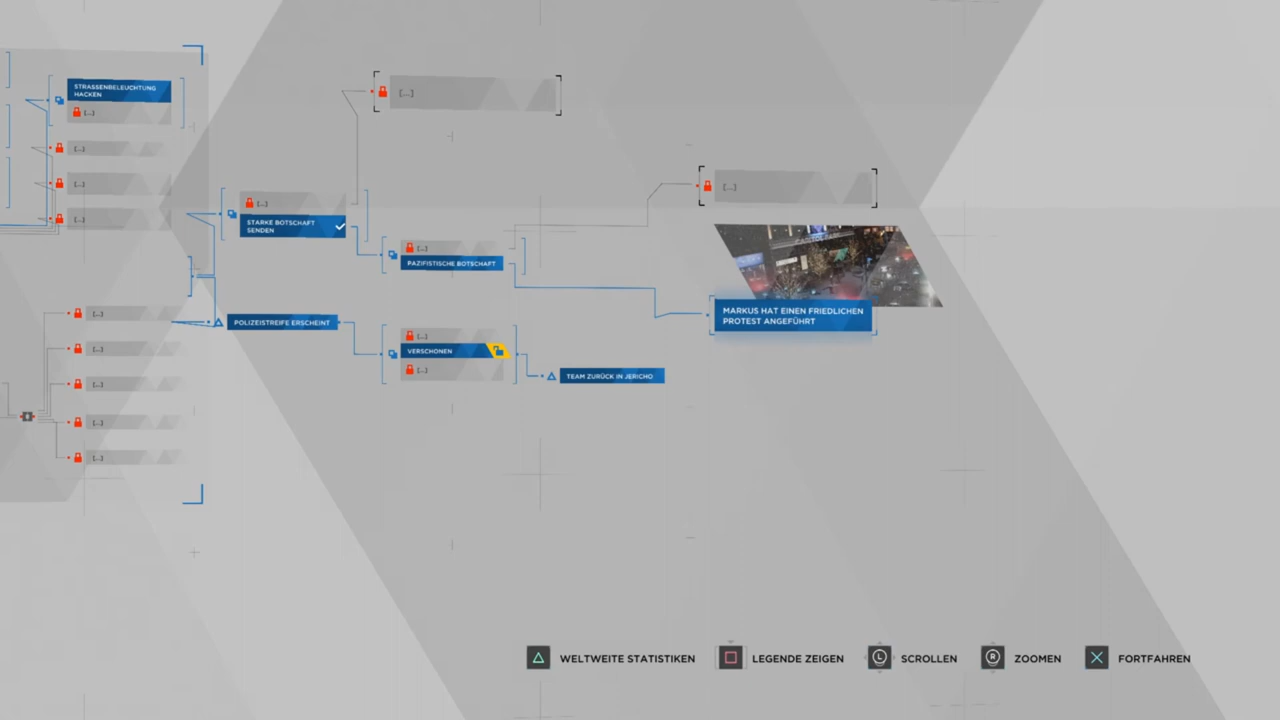 STRASSENBELEUCHTUNG
HACKEN
[...]
[...]
[...]
[...]
[...]
[...]
[...]
STARKE BOTSCHAFT
SENDEN
[...]
PAZIFISTISCHE BOTSCHAFT
MARKUS HAT EINEN FRIEDLICHEN
PROTEST ANGEFÜHRT
[...]
[...]
[...]
[...]
[...]
POLIZEISTREIFE ERSCHEINT
[...]
VERSCHONEN
[...]
TEAM ZURÜCK IN JERICHO
WELTWEITE STATISTIKEN
LEGENDE ZEIGEN
L
SCROLLEN
R
ZOOMEN
FORTFAHREN